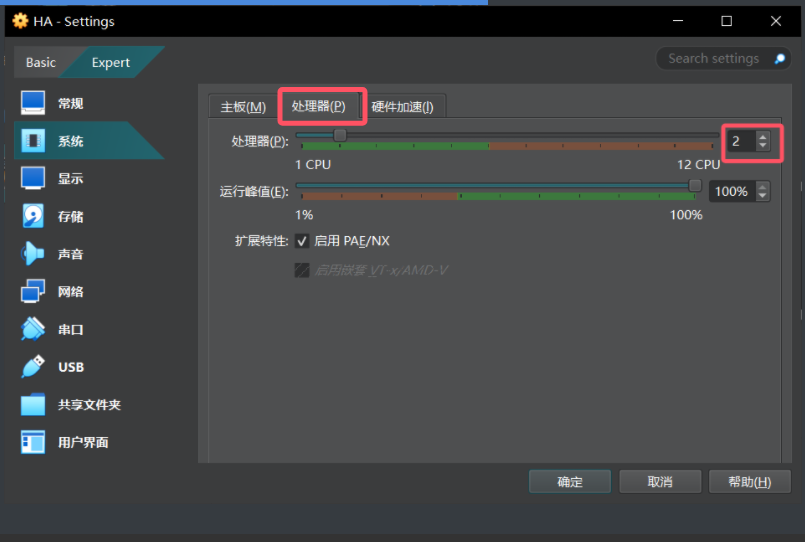 HA - Settings
Basic
Expert
Search settings
常规
系统
显示
存储
声音
网络
串口
USB
共享文件夹
用户界面
主板(M)
处理器(P)
硬件加速(I)
处理器(P):
2
1 CPU
12 CPU
运行峰值(E):
100%
1%
100%
扩展特性:
启用 PAE/NX
启用嵌套 VT-x/AMD-V
确定
取消
帮助(H)